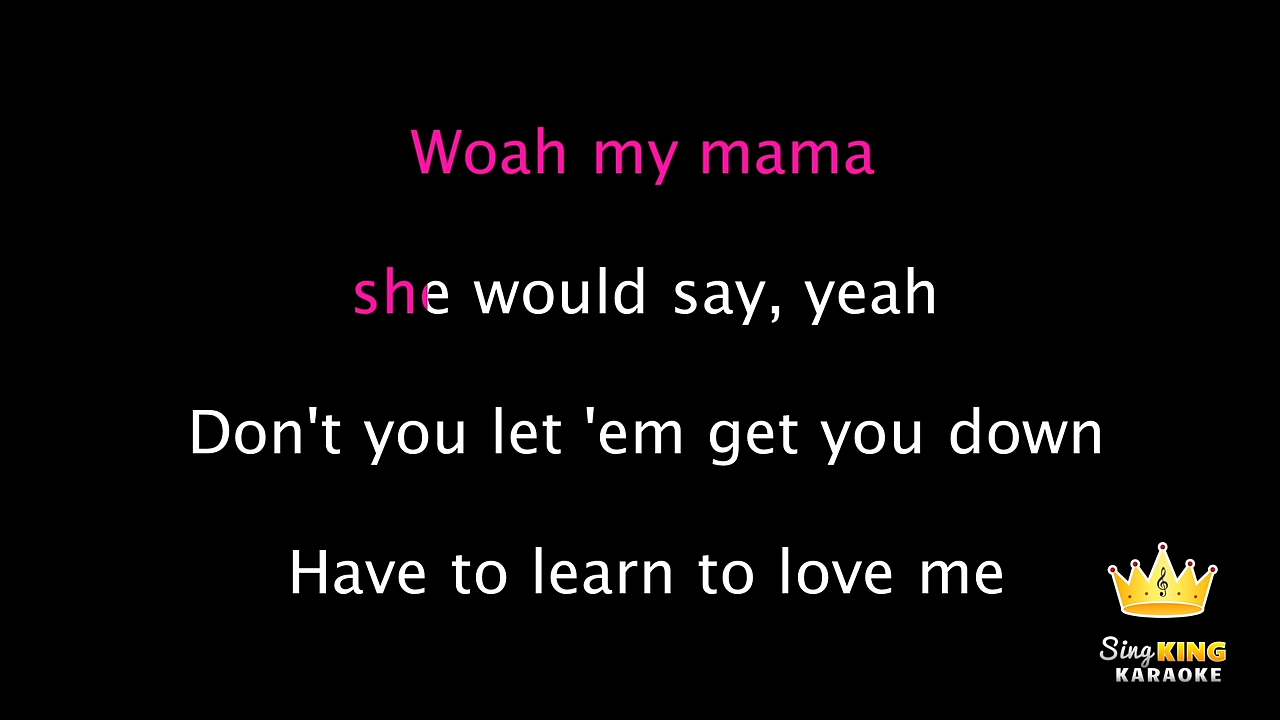 Woah my mama
she would say, yeah
Don't you let 'em get you down
Have to learn to love me
Sing KING
KARAOKE